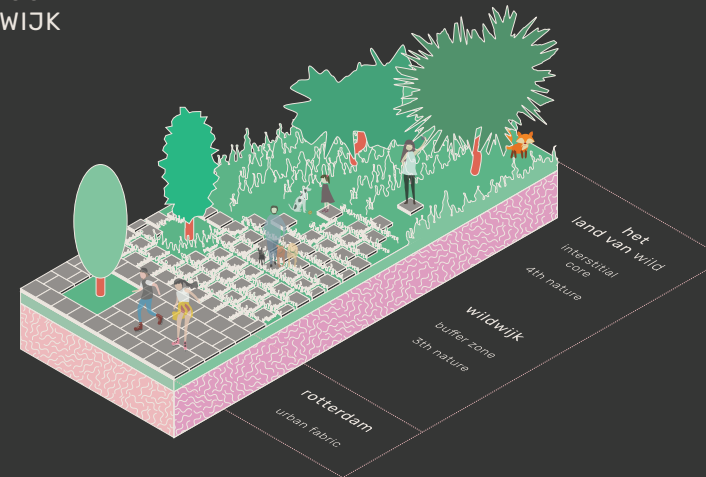 WIJK
het
land van wild
interstitial
core
4th nature
wildwijk
buffer zone
3th nature
rotterdam
urban fabric